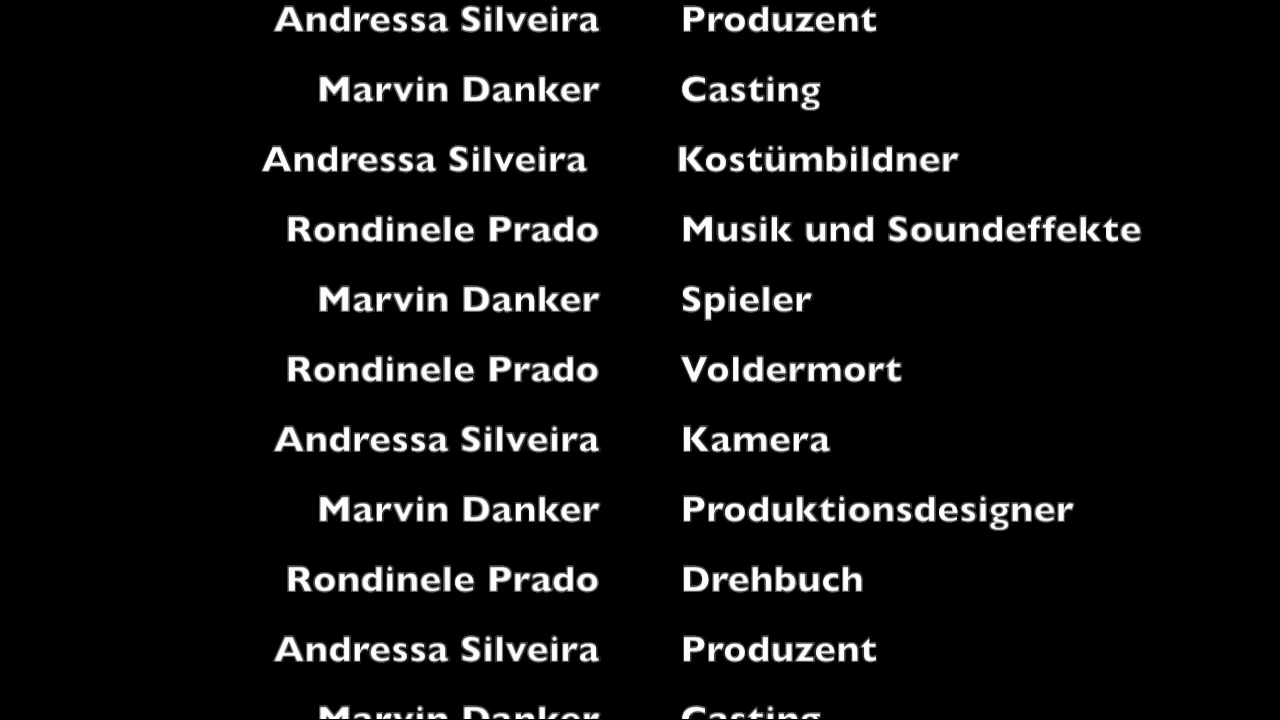 Andressa Silveira Produzent
Marvin Danker Casting
Andressa Silveira Kostümbildner
Rondinele Prado Musik und Soundeffekte
Marvin Danker Spieler
Rondinele Prado Voldermort
Andressa Silveira Kamera
Marvin Danker Produktionsdesigner
Rondinele Prado Drehbuch
Andressa Silveira Produzent
Marvin Danker Casting